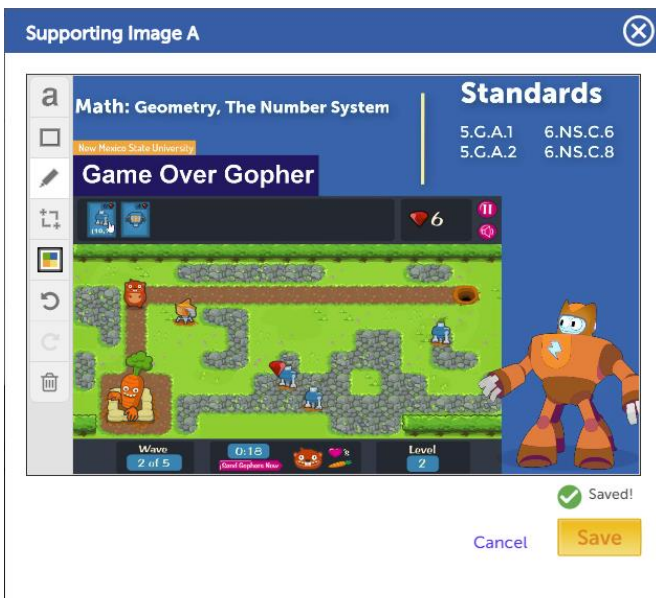 Supporting Image A
a
Math: Geometry, The Number System
Standards
5.G.A.1 6.NS.C.6
5.G.A.2 6.NS.C.8
New Mexico State University
Game Over Gopher
6
Wave
2 of 5
0:18
Level
2
Saved!
Cancel
Save